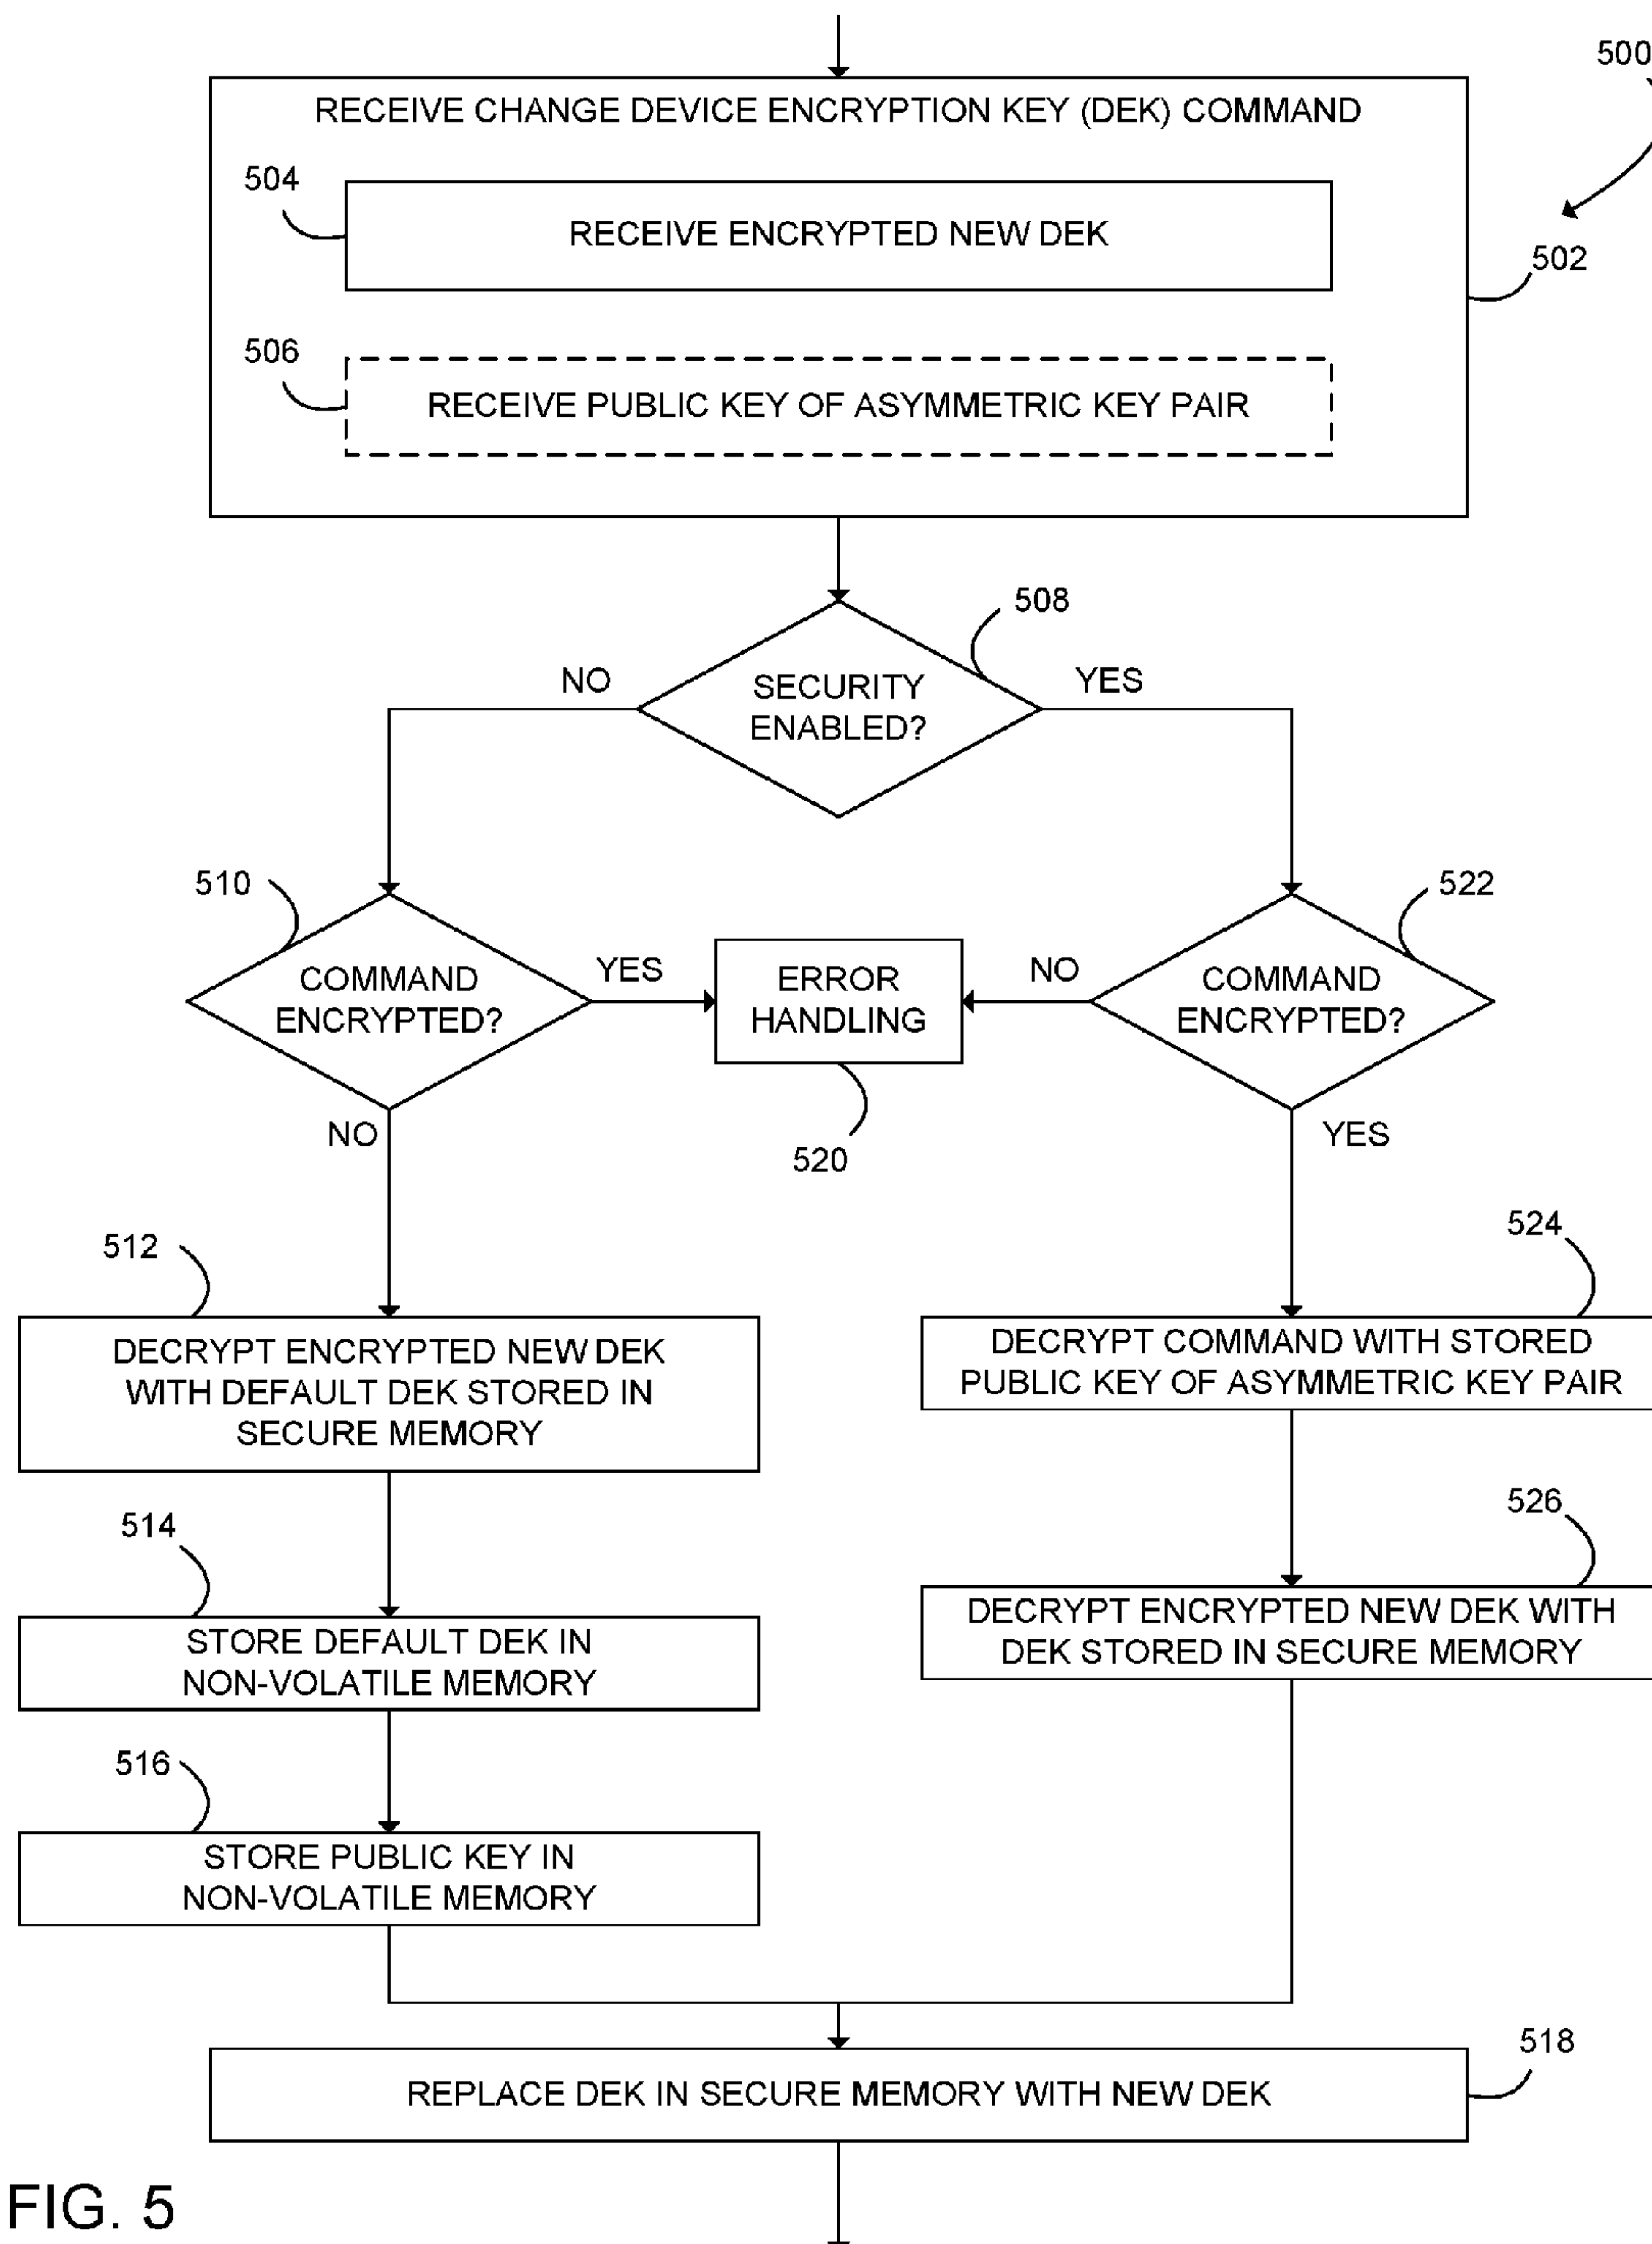 500
RECEIVE CHANGE DEVICE ENCRYPTION KEY (DEK) COMMAND
504
RECEIVE ENCRYPTED NEW DEK
502
506
RECEIVE PUBLIC KEY OF ASYMMETRIC KEY PAIR
508
NO
SECURITY
ENABLED?
YES
510
522
COMMAND
ENCRYPTED?
YES
ERROR
HANDLING
NO
COMMAND
ENCRYPTED?
NO
520
YES
512
DECRYPT ENCRYPTED NEW DEK
WITH DEFAULT DEK STORED IN
SECURE MEMORY
524
DECRYPT COMMAND WITH STORED
PUBLIC KEY OF ASYMMETRIC KEY PAIR
514
STORE DEFAULT DEK IN
NON-VOLATILE MEMORY
526
DECRYPT ENCRYPTED NEW DEK WITH
DEK STORED IN SECURE MEMORY
516
STORE PUBLIC KEY IN
NON-VOLATILE MEMORY
518
REPLACE DEK IN SECURE MEMORY WITH NEW DEK
FIG. 5